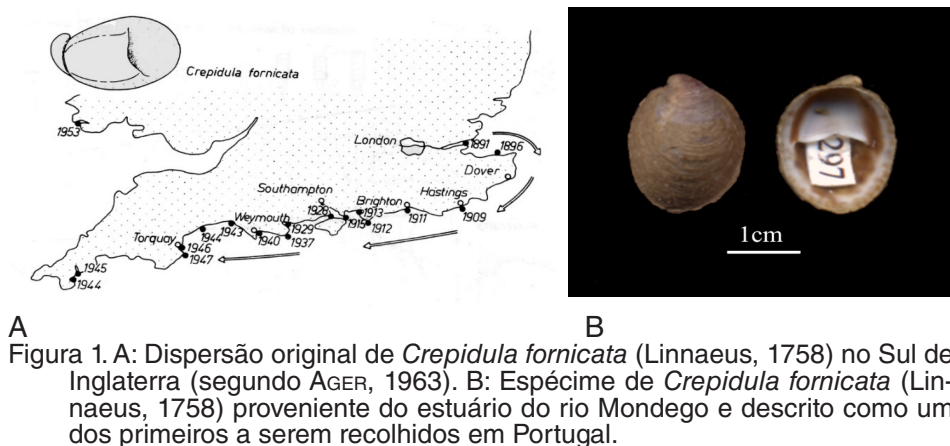 Crepidula fornicata
1953
London
1891
1896
Dover
Southampton
Brighton
Hastings
1928
1913
1909
Weymouth
1915
1912
1911
1943
1929
1944
1940
1937
Torquay
1946
1947
1945
1944
297
1cm
A
B
Figura 1. A: Dispersão original de Crepidula fornicata (Linnaeus, 1758) no Sul de
Inglaterra (segundo AGER, 1963). B: Espécime de Crepidula fornicata (Lin-
naeus, 1758) proveniente do estuário do rio Mondego e descrito como um
dos primeiros a serem recolhidos em Portugal.